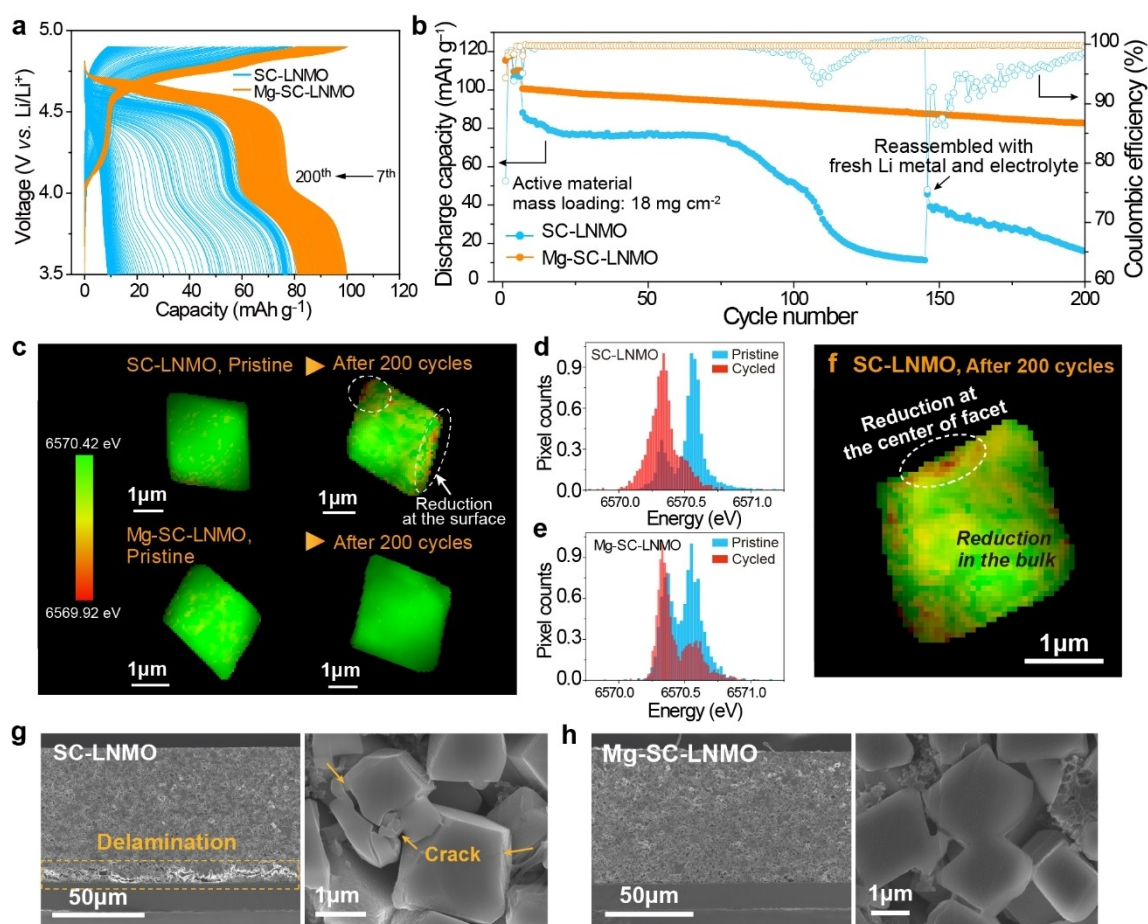 a
5.0
4.5
4.0
3.5
Voltage (V vs. Li/Li⁺)
SC-LNMO
Mg-SC-LNMO
200th ← 7th
0 20 40 60 80 100 120
Capacity (mAh g-1)
b
120
100
80
60
40
20
0
Discharge capacity (mAh g-1)
Active material
mass loading: 18 mg cm-2
SC-LNMO
Mg-SC-LNMO
Reassembled with
fresh Li metal and electrolyte
100
90
80
70
60
Coulombic efficiency (%)
0 50 100 150 200
Cycle number
c
SC-LNMO, Pristine
After 200 cycles
6570.42 eV
6569.92 eV
1μm
1μm
Reduction
at the surface
Mg-SC-LNMO,
Pristine
After 200 cycles
1μm
1μm
d
SC-LNMO
Pristine
Cycled
0.9
0.6
0.3
0.0
Pixel counts
6570.0 6570.5 6571.0
Energy (eV)
e
Mg-SC-LNMO
Pristine
Cycled
0.9
0.6
0.3
0.0
Pixel counts
6570.0 6570.5 6571.0
Energy (eV)
f
SC-LNMO, After 200 cycles
Reduction at
the center of facet
Reduction
in the bulk
1μm
g
SC-LNMO
Delamination
50μm
Crack
1μm
h
Mg-SC-LNMO
50μm
1μm